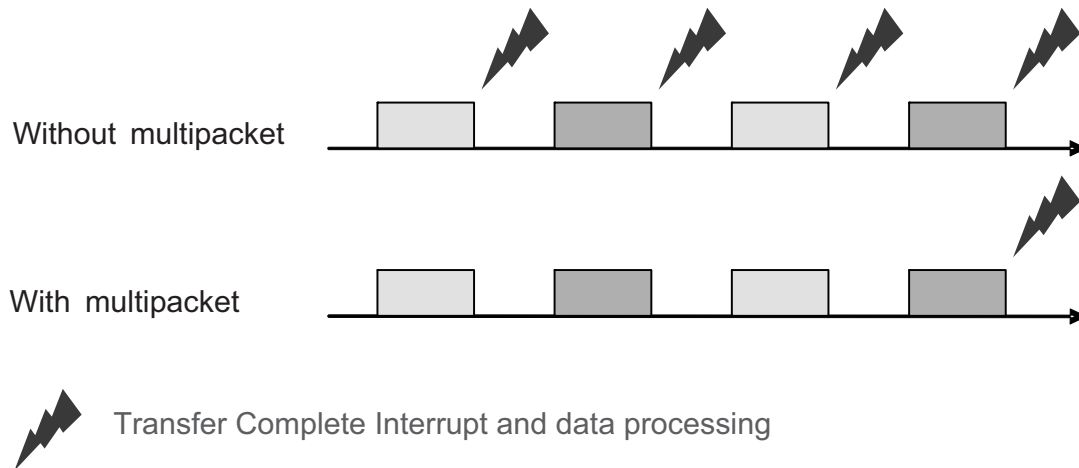 Without multipacket
With multipacket
Transfer Complete Interrupt and data processing